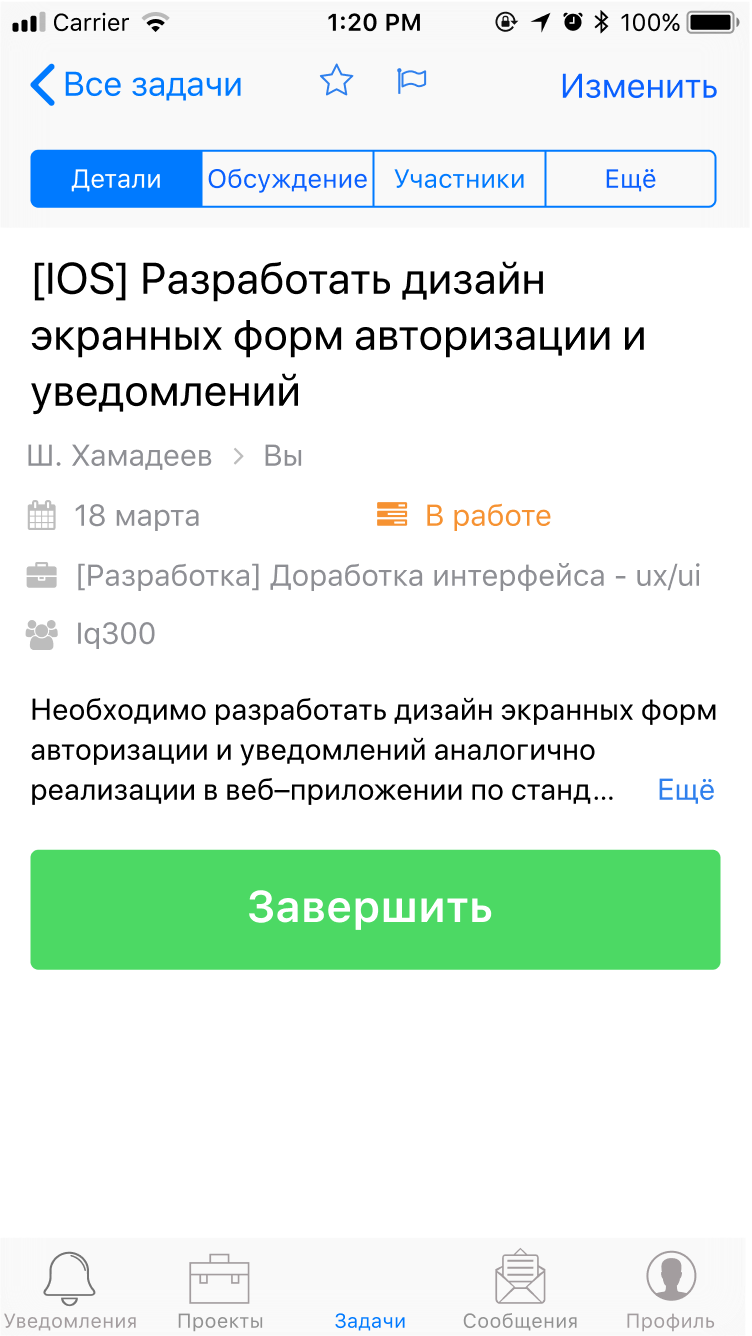 Carrier 1:20 PM 100%
Все задачи Изменить
Детали Обсуждение Участники Ещё
[IOS] Разработать дизайн
экранных форм авторизации и
уведомлений
Ш. Хамадеев > Вы
18 марта В работе
[Разработка] Доработка интерфейса - ux/ui
Iq300
Необходимо разработать дизайн экранных форм
авторизации и уведомлений аналогично
реализации в веб–приложении по станд... Ещё
Завершить
Уведомления Проекты Задачи Сообщения Профиль